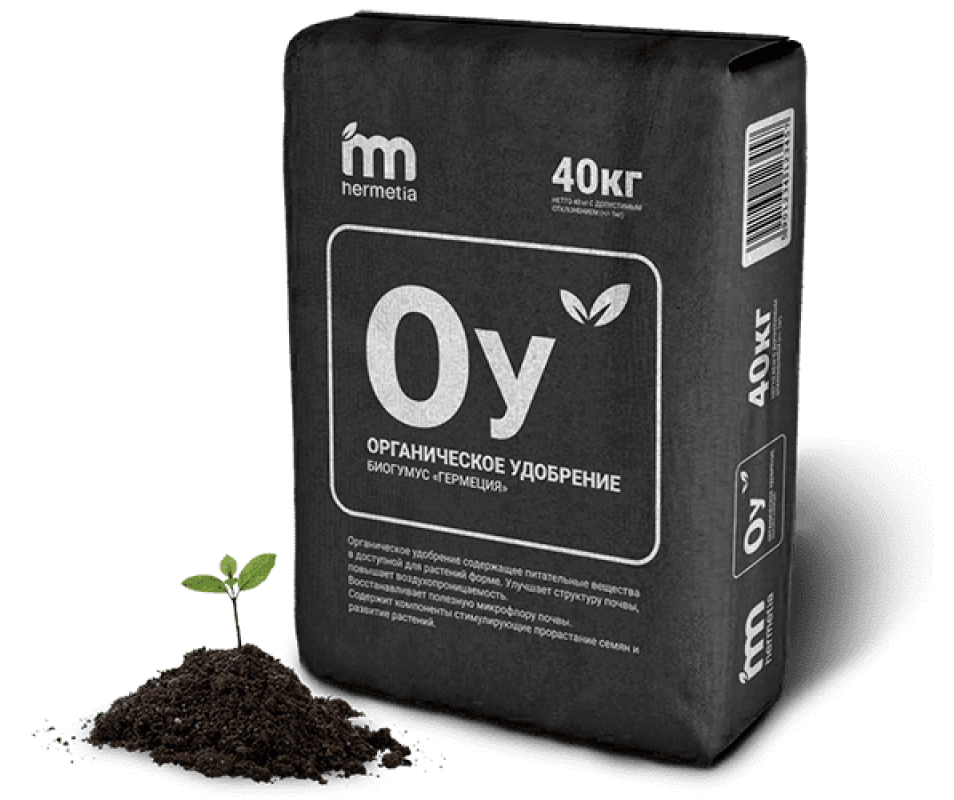 hermetia
40кг
НЕТТО 40 кг С ДОПУСТИМЫМ
ОТКЛОНЕНИЕМ (+/- 1кг)
Оу
ОРГАНИЧЕСКОЕ УДОБРЕНИЕ
БИОГУМУС «ГЕРМЕЦИЯ»
Органическое удобрение содержащее питательные вещества
в доступной для растений форме. Улучшает структуру почвы,
повышает воздухопроницаемость.
Восстанавливает полезную микрофлору почвы.
Содержит компоненты стимулирующие прорастание семян и
развитие растений.
40кг
Оу
hermetia